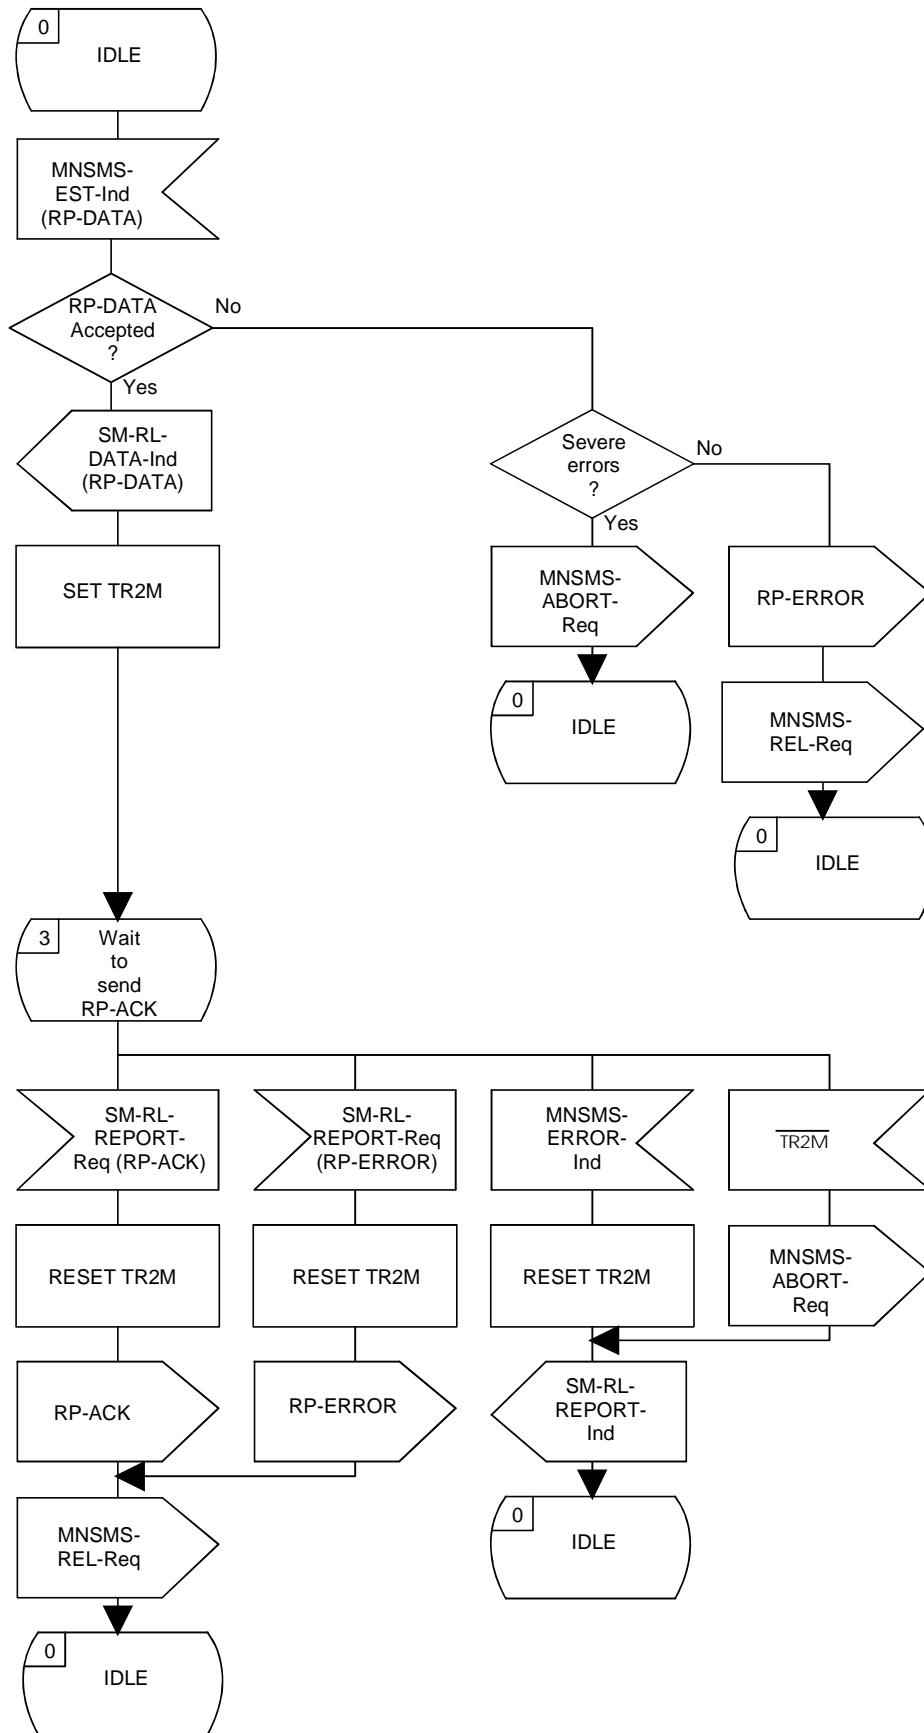 0
IDLE
MNSMS-
EST-Ind
(RP-DATA)
RP-DATA
Accepted
?
No
Yes
SM-RL-
DATA-Ind
(RP-DATA)
SET TR2M
Severe
errors
?
No
Yes
MNSMS-
ABORT-
Req
0
IDLE
RP-ERROR
MNSMS-
REL-Req
0
IDLE
3
Wait
to
send
RP-ACK
SM-RL-
REPORT-
Req (RP-ACK)
RESET TR2M
RP-ACK
SM-RL-
REPORT-Req
(RP-ERROR)
RESET TR2M
RP-ERROR
MNSMS-
REL-Req
0
IDLE
MNSMS-
ERROR-
Ind
RESET TR2M
TR2M
MNSMS-
ABORT-
Req
SM-RL-
REPORT-
Ind
0
IDLE